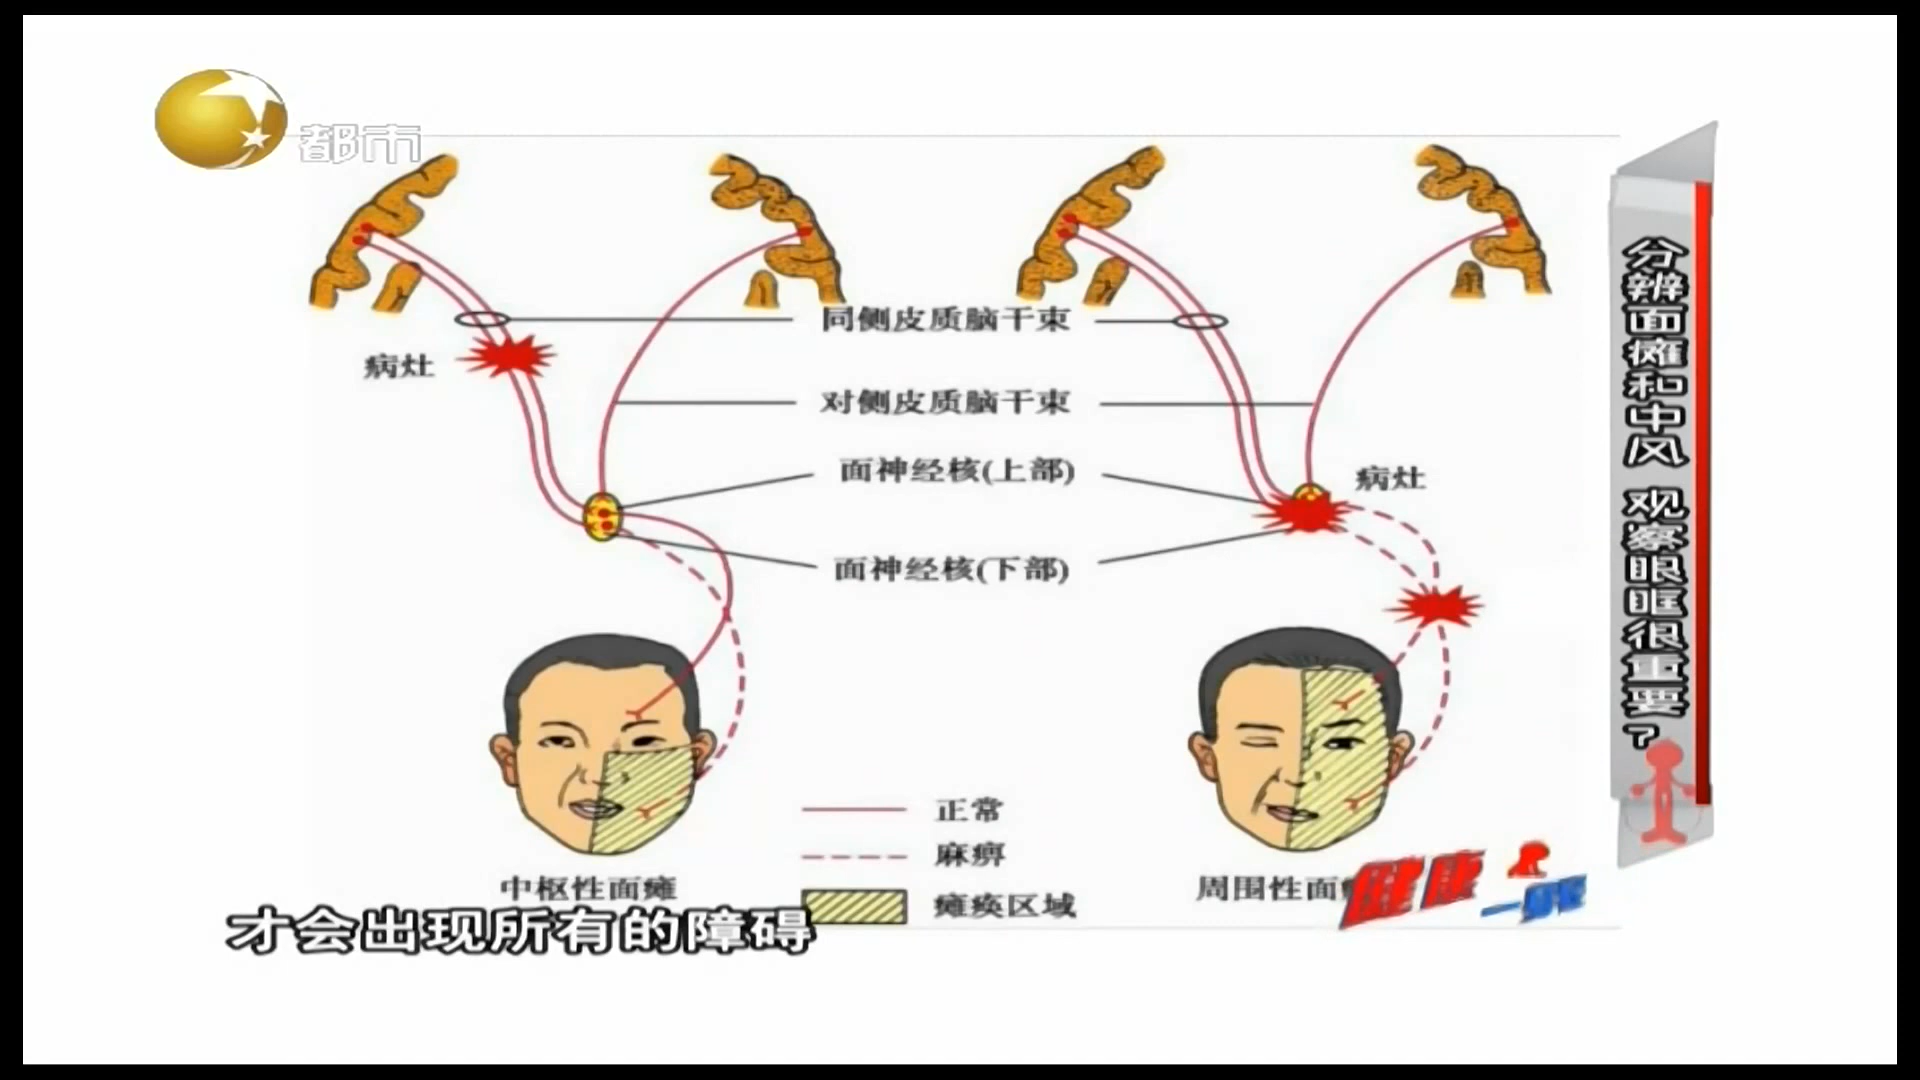 都市
同侧皮质脑干束
病灶
对侧皮质脑干束
面神经核(上部)
病灶
面神经核(下部)
正常
麻痹
瘫痪区域
中枢性面瘫
周围性面
才会出现所有的障碍
健康一
分辨面瘫和中风 观察眼眶很重要?